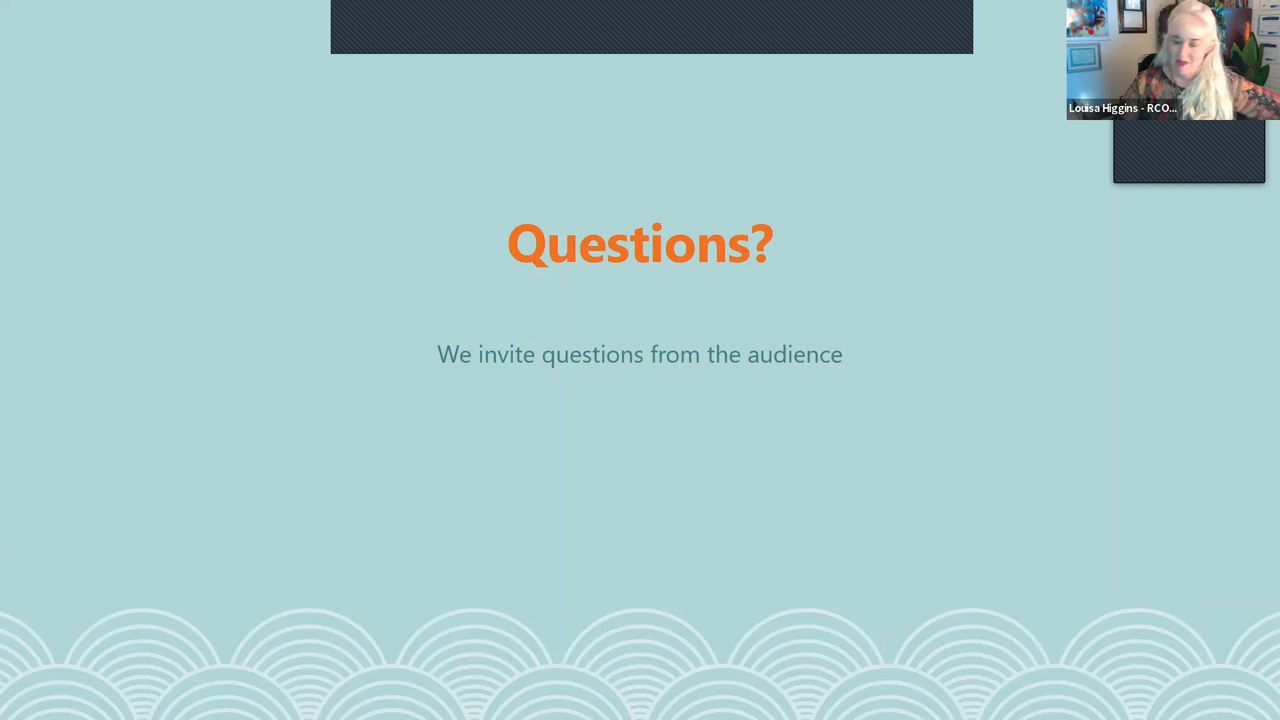 Louisa Higgins - RCO...
Questions?
We invite questions from the audience